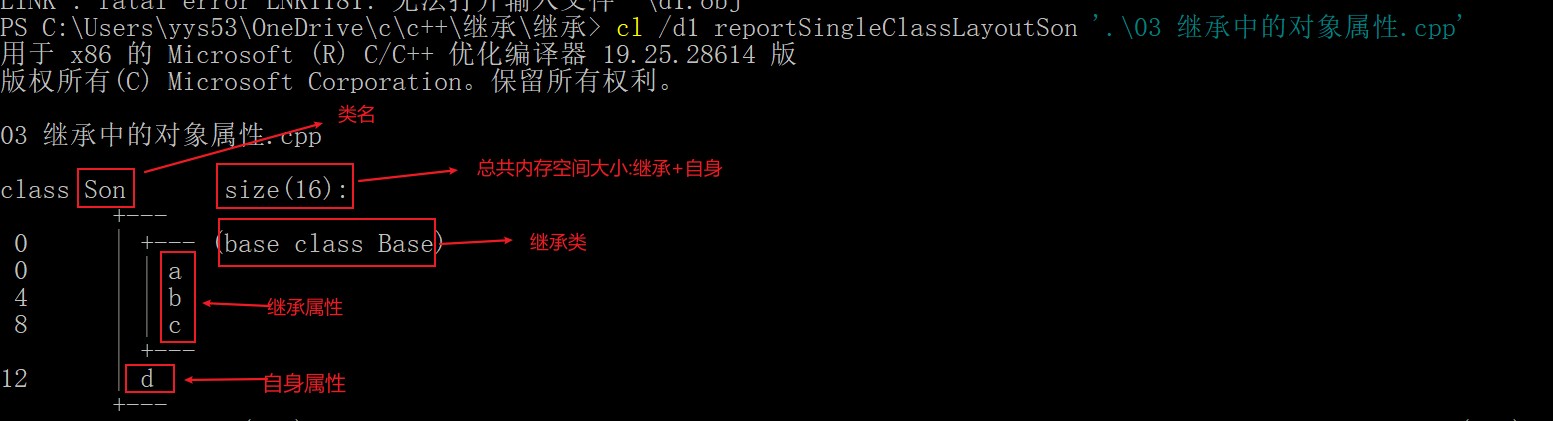 LINK : fatal error LNK1181: 无法打开输入文件 "\d1.obj"
PS C:\Users\yys53\OneDrive\c\c++\继承\继承> cl /d1 reportSingleClassLayoutSon '.\03 继承中的对象属性.cpp'
用于 x86 的 Microsoft (R) C/C++ 优化编译器 19.25.28614 版
版权所有(C) Microsoft Corporation。保留所有权利。
类名
03 继承中的对象属性.cpp
总共内存空间大小:继承+自身
class Son size(16):
+---
0 | +--- (base class Base) 继承类
0 | | a
4 | | b 继承属性
8 | | c
| +---
12 | d 自身属性
+---